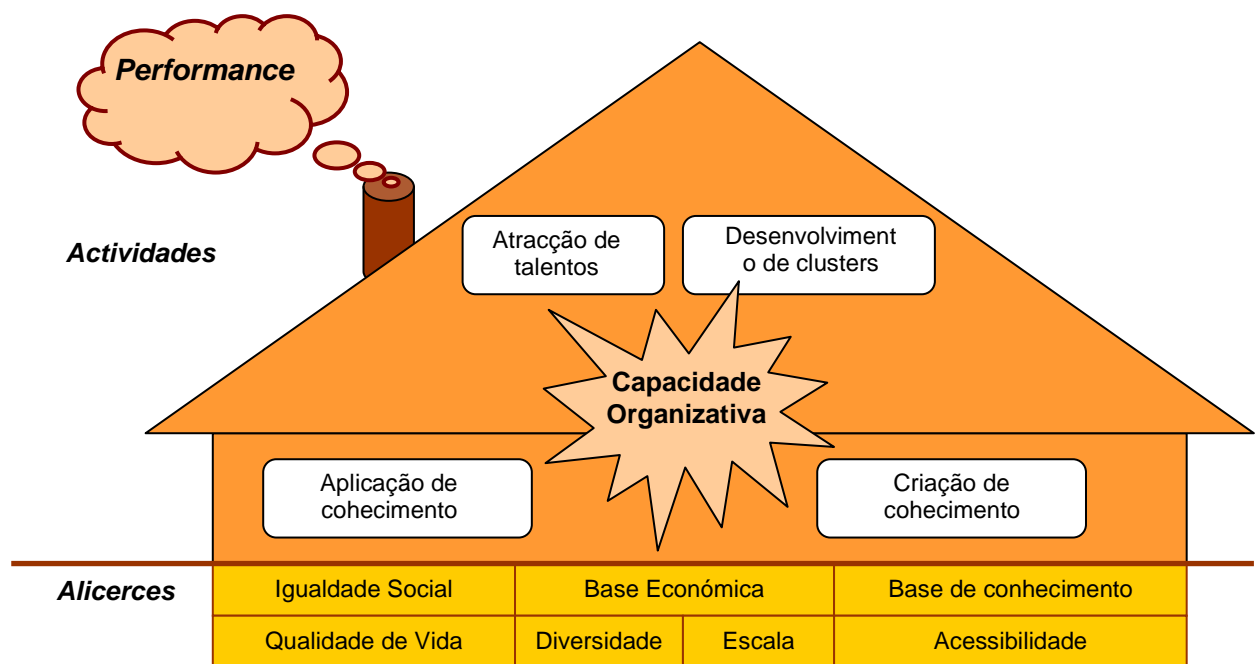 Performance
Actividades
Atracção de
talentos
Desenvolviment
o de clusters
Capacidade
Organizativa
Aplicação de
cohecimento
Criação de
cohecimento
Alicerces
Igualdade Social
Base Económica
Base de conhecimento
Qualidade de Vida
Diversidade
Escala
Acessibilidade